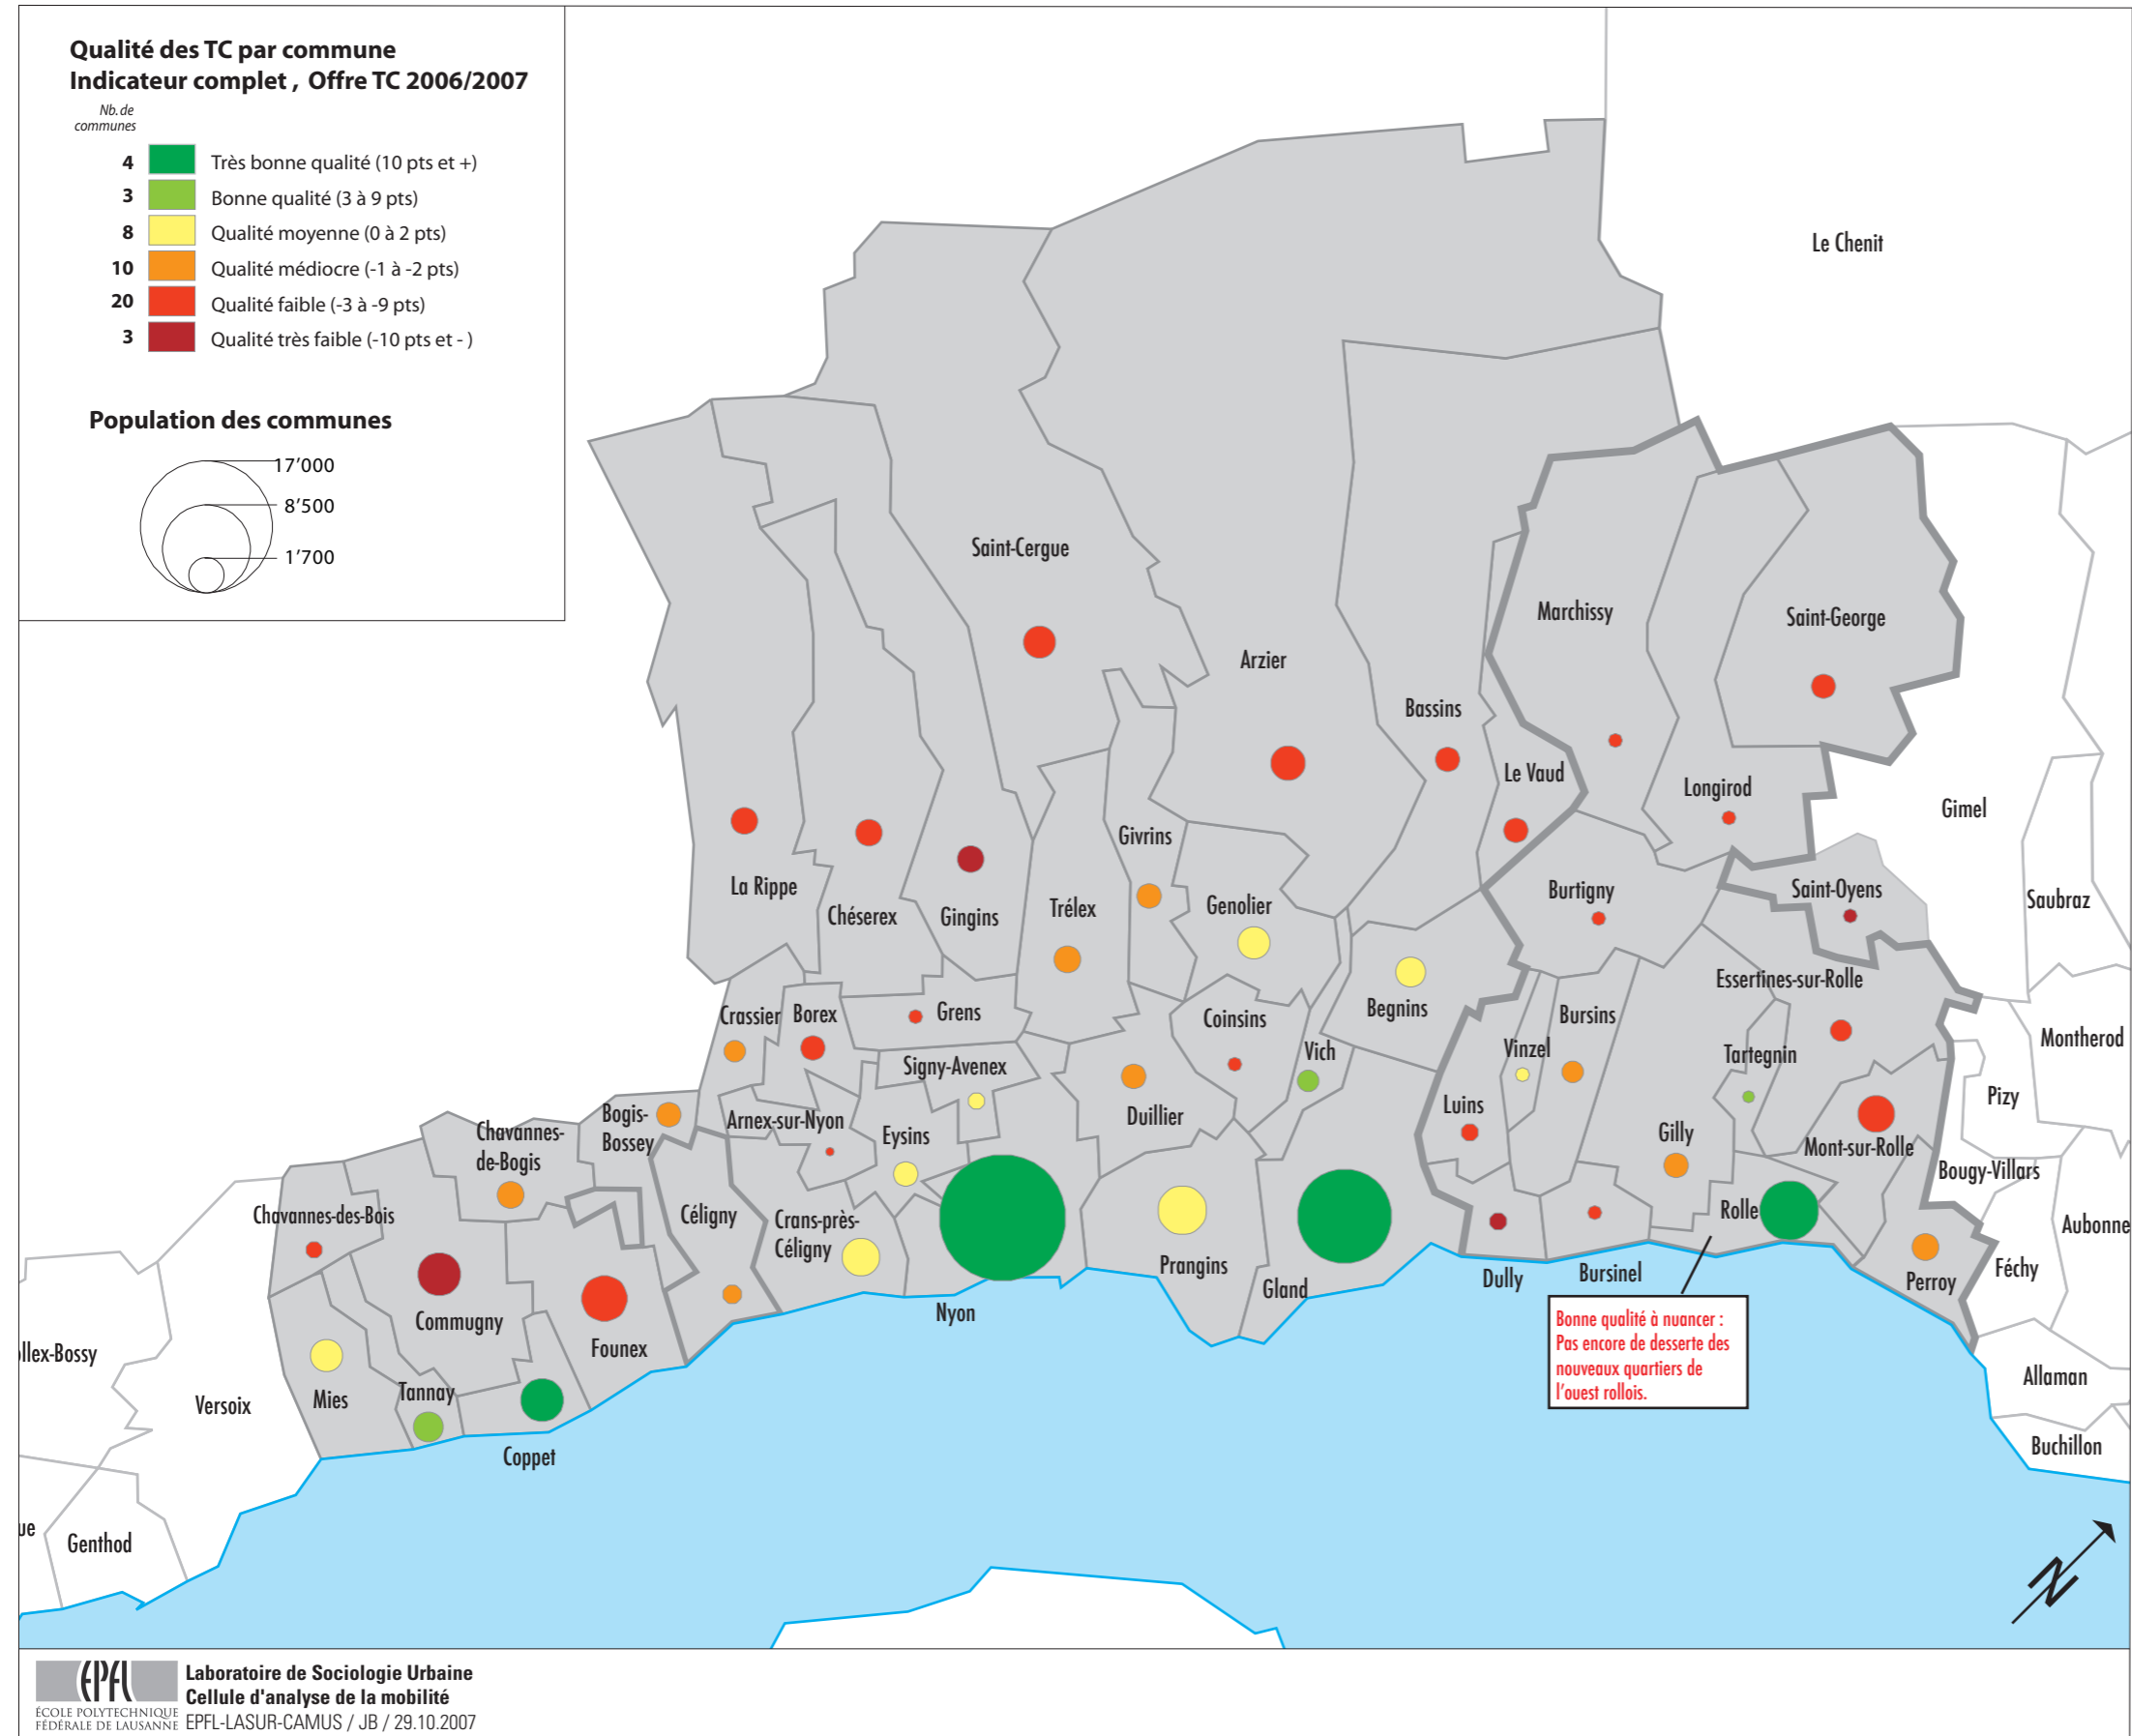 Qualité des TC par commune
Indicateur complet , Offre TC 2006/2007
Nb. de
communes
4 Très bonne qualité (10 pts et +)
3 Bonne qualité (3 à 9 pts)
8 Qualité moyenne (0 à 2 pts)
10 Qualité médiocre (-1 à -2 pts)
20 Qualité faible (-3 à -9 pts)
3 Qualité très faible (-10 pts et - )
Population des communes
17’000
8’500
1’700
Le Chenit
Saint-Cergue
Marchissy
Saint-George
Arzier
Bassins
Le Vaud
Longirod
Gimel
Givrins
La Rippe
Chéserex
Gingins
Trélex
Genolier
Burtigny
Saint-Oyens
Saubraz
Essertines-sur-Rolle
Crassier
Borex
Grens
Coinsins
Begnins
Bursins
Montherod
Vich
Vinzel
Tartegnin
Signy-Avenex
Pizy
Bogis-
Bossey
Arnex-sur-Nyon
Duillier
Luins
Chavannes-
de-Bogis
Eysins
Gilly
Mont-sur-Rolle
Bougy-Villars
Chavannes-des-Bois
Céligny
Crans-près-
Céligny
Rolle
Aubonne
Prangins
Gland
Dully
Bursinel
Perroy
Féchy
Commugny
Nyon
Founex
Bonne qualité à nuancer :
Pas encore de desserte des
nouveaux quartiers de
l’ouest rollois.
llex-Bossy
Versoix
Mies
Tannay
Allaman
Coppet
Buchillon
ue
Genthod
N
EPFL
ÉCOLE POLYTECHNIQUE
FÉDÉRALE DE LAUSANNE
Laboratoire de Sociologie Urbaine
Cellule d'analyse de la mobilité
EPFL-LASUR-CAMUS / JB / 29.10.2007